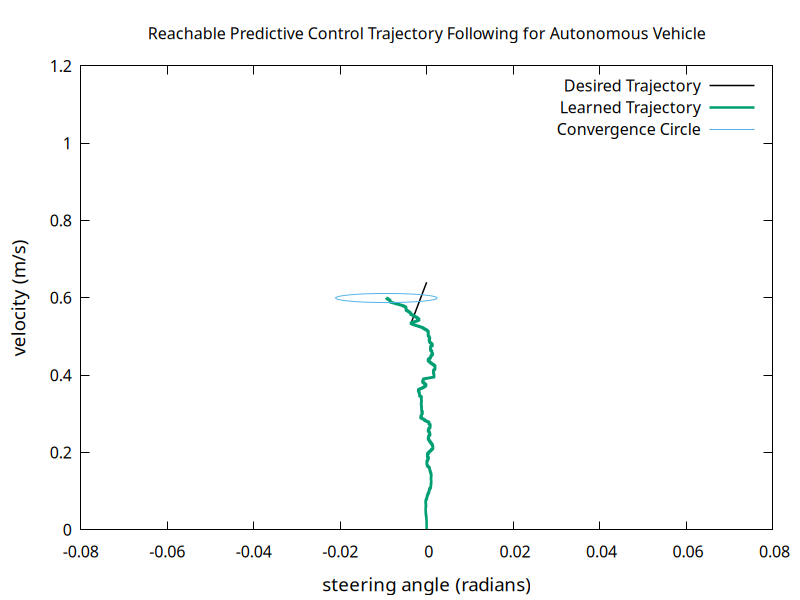 Reachable Predictive Control Trajectory Following for Autonomous Vehicle
Desired Trajectory
Learned Trajectory
Convergence Circle
velocity (m/s)
1.2
1
0.8
0.6
0.4
0.2
0
-0.08 -0.06 -0.04 -0.02 0 0.02 0.04 0.06 0.08
steering angle (radians)